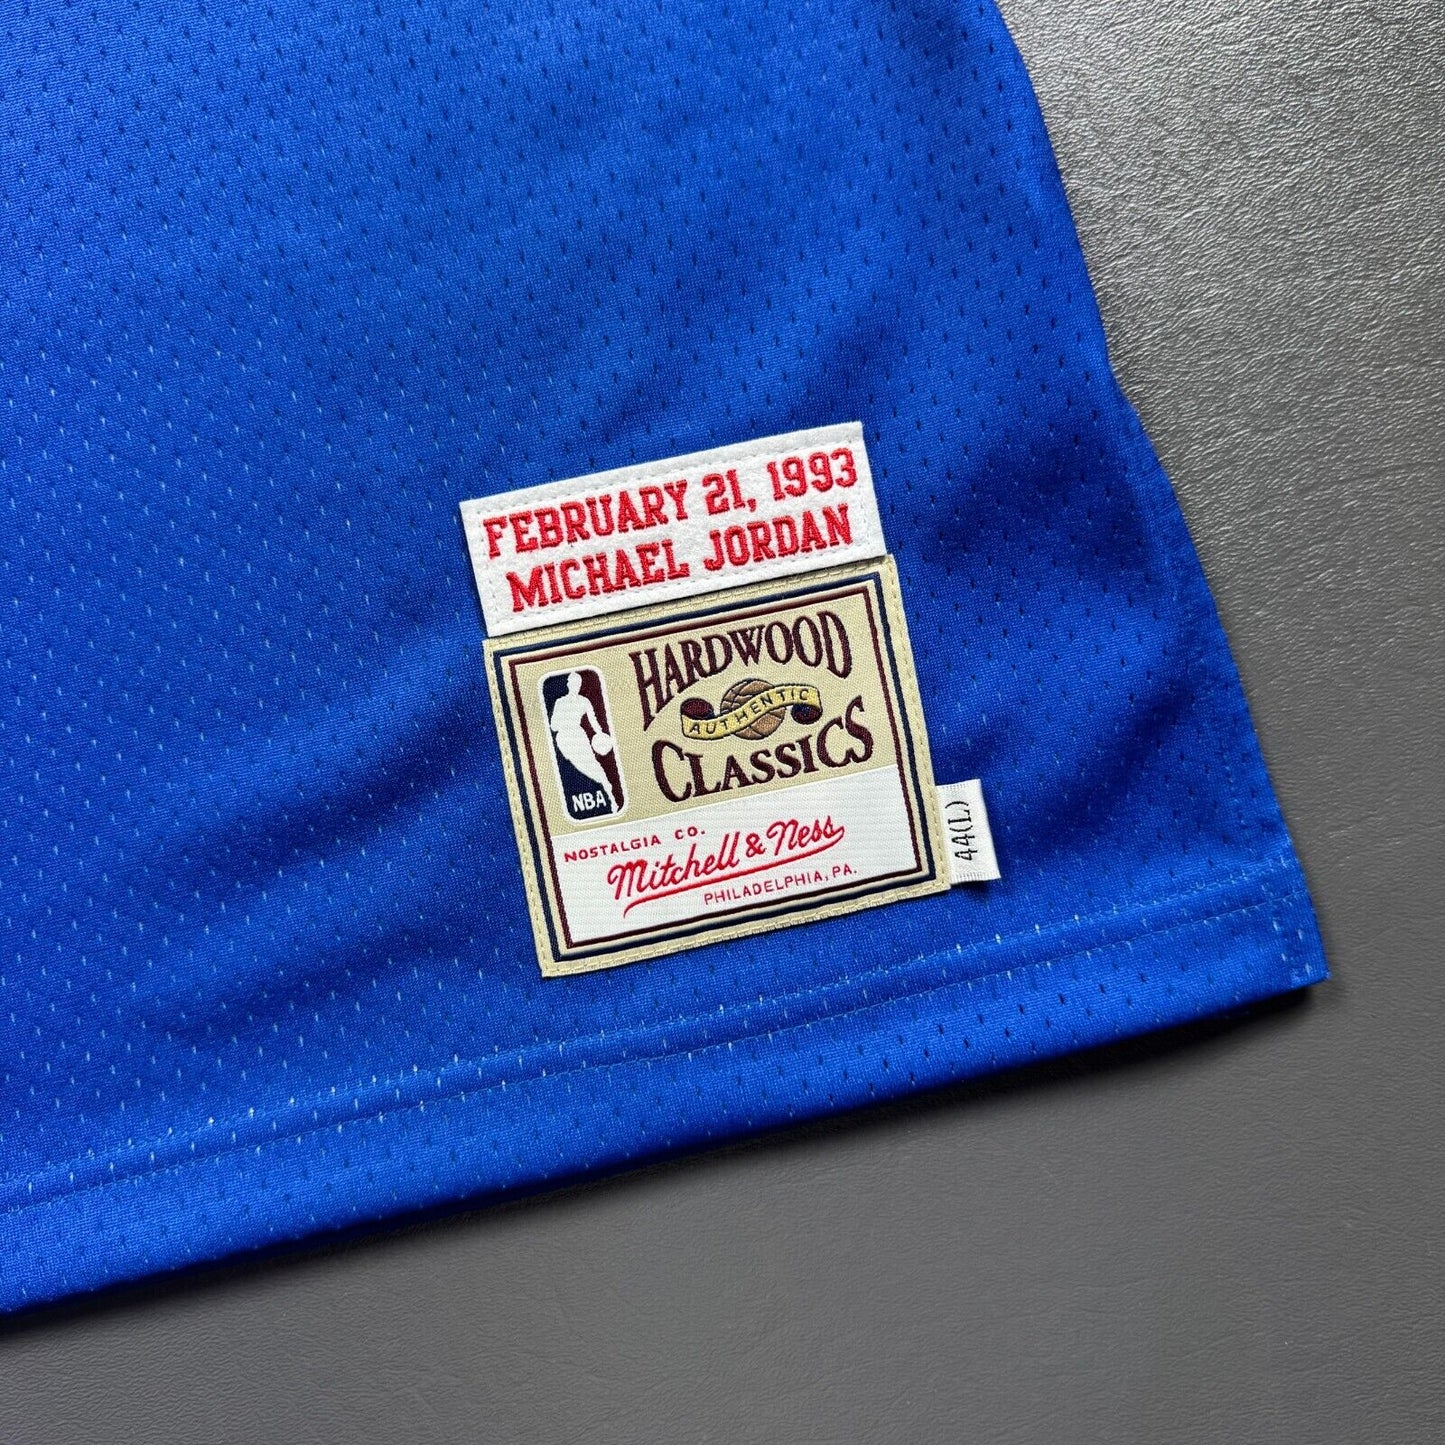 FEBRUARY 21, 1993
MICHAEL JORDAN
HARDWOOD
AUTHENTIC
CLASSICS
NBA
NOSTALGIA CO.
Mitchell & Ness
PHILADELPHIA, PA.
44(L)